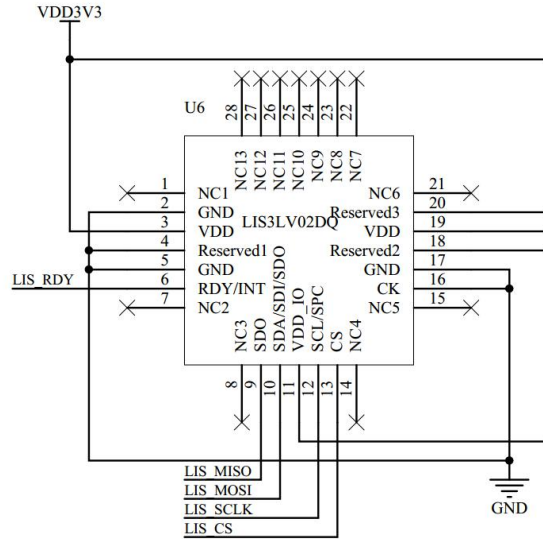 VDD3V3
U6
28 27 26 25 24 23 22
NC13 NC12 NC11 NC10 NC9 NC8 NC7
1 NC1 NC6 21
2 GND Reserved3 20
LIS3LV02DQ
3 VDD VDD 19
4 Reserved1 Reserved2 18
5 GND GND 17
LIS_RDY 6 RDY/INT CK 16
7 NC2 NC5 15
NC3 SDO SDA/SDI/SDO VDD_IO SCL/SPC CS NC4
8 9 10 11 12 13 14
LIS_MISO
LIS_MOSI
LIS_SCLK
LIS_CS
GND